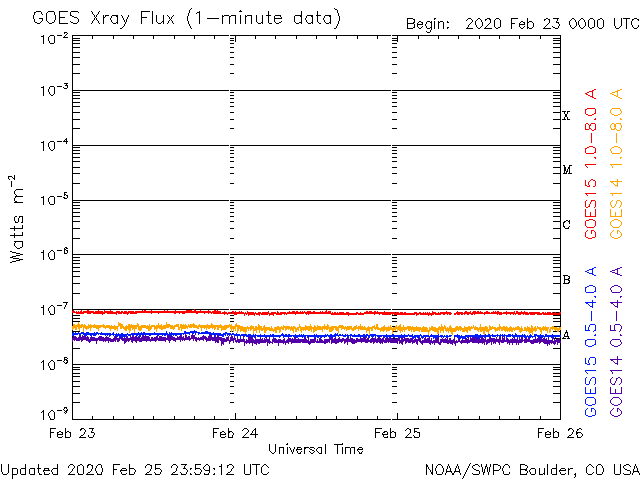 GOES Xray Flux (1-minute data)
Begin: 2020 Feb 23 0000 UTC
10-2
10-3
10-4
10-5
10-6
10-7
10-8
10-9
Watts m-2
X
M
C
B
A
GOES15 1.0-8.0 A
GOES14 1.0-8.0 A
GOES15 0.5-4.0 A
GOES14 0.5-4.0 A
Feb 23 Feb 24 Feb 25 Feb 26
Universal Time
Updated 2020 Feb 25 23:59:12 UTC
NOAA/SWPC Boulder, CO USA